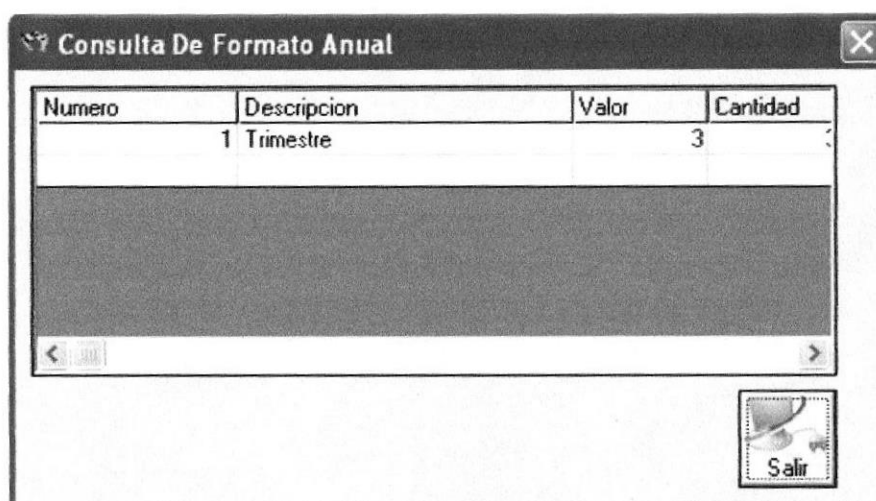 Consulta De Formato Anual
Numero Descripcion Valor Cantidad
1 Trimestre 3
Salir